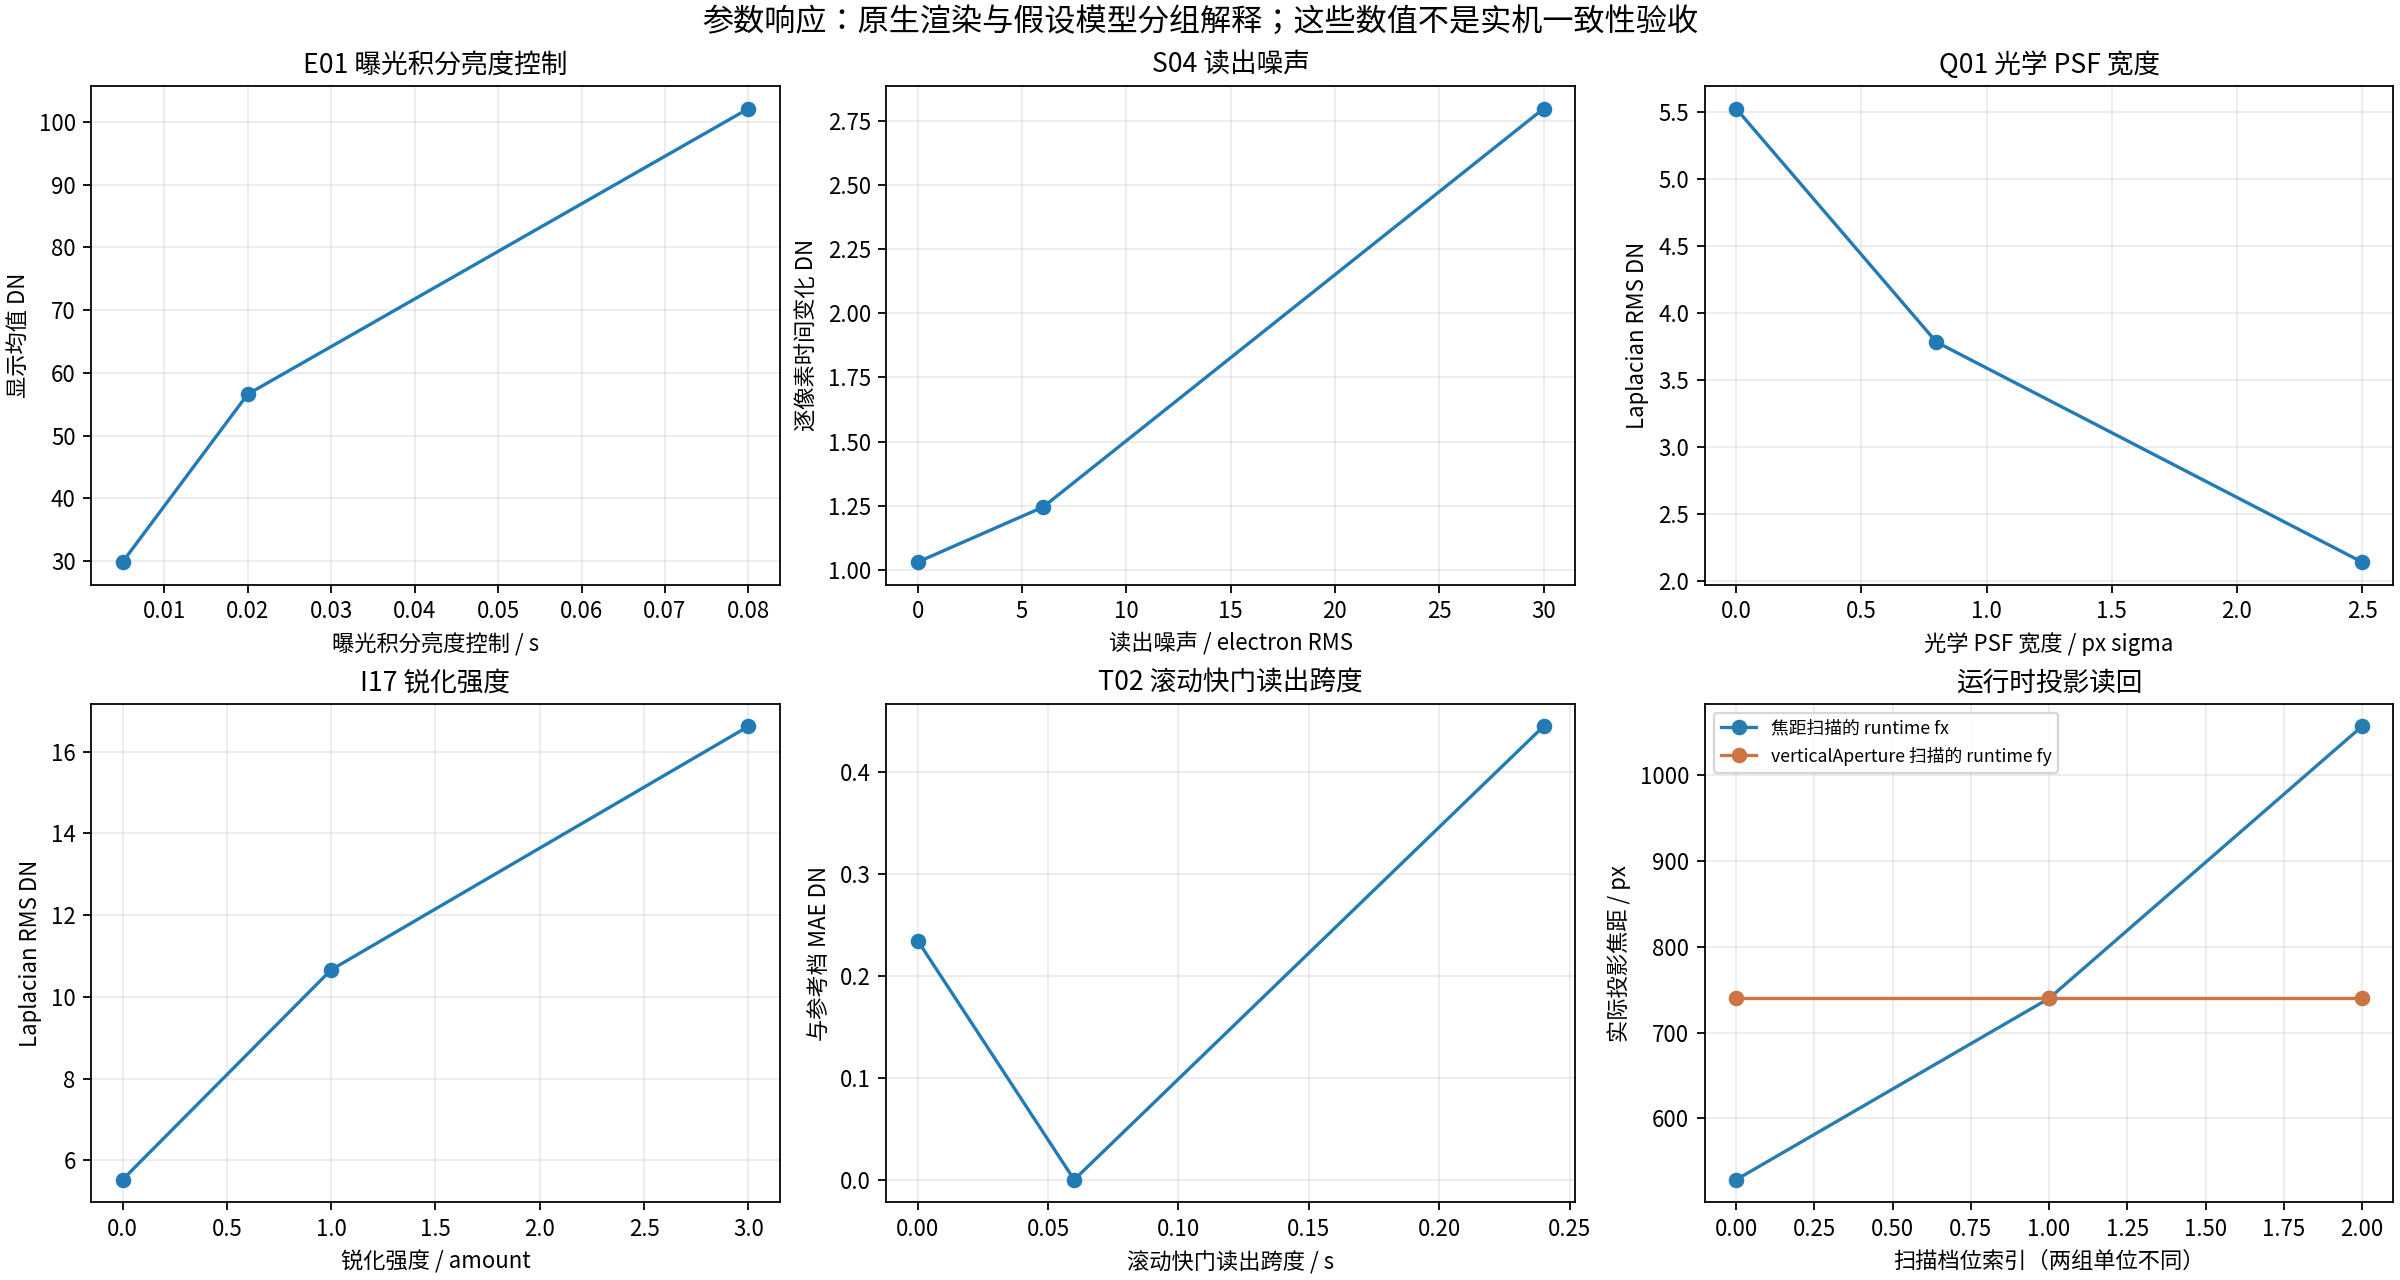 参数响应：原生渲染与假设模型分组解释；这些数值不是实机一致性验收
E01 曝光积分亮度控制
显示均值 DN
100
90
80
70
60
50
40
30
0.01 0.02 0.03 0.04 0.05 0.06 0.07 0.08
曝光积分亮度控制 / s
S04 读出噪声
逐像素时间变化 DN
2.75
2.50
2.25
2.00
1.75
1.50
1.25
1.00
0 5 10 15 20 25 30
读出噪声 / electron RMS
Q01 光学 PSF 宽度
Laplacian RMS DN
5.5
5.0
4.5
4.0
3.5
3.0
2.5
2.0
0.0 0.5 1.0 1.5 2.0 2.5
光学 PSF 宽度 / px sigma
I17 锐化强度
Laplacian RMS DN
16
14
12
10
8
6
0.0 0.5 1.0 1.5 2.0 2.5 3.0
锐化强度 / amount
T02 滚动快门读出跨度
与参考档 MAE DN
0.4
0.3
0.2
0.1
0.0
0.00 0.05 0.10 0.15 0.20 0.25
滚动快门读出跨度 / s
运行时投影读回
焦距扫描的 runtime fx
verticalAperture 扫描的 runtime fy
实际投影焦距 / px
1000
900
800
700
600
0.00 0.25 0.50 0.75 1.00 1.25 1.50 1.75 2.00
扫描档位索引（两组单位不同）